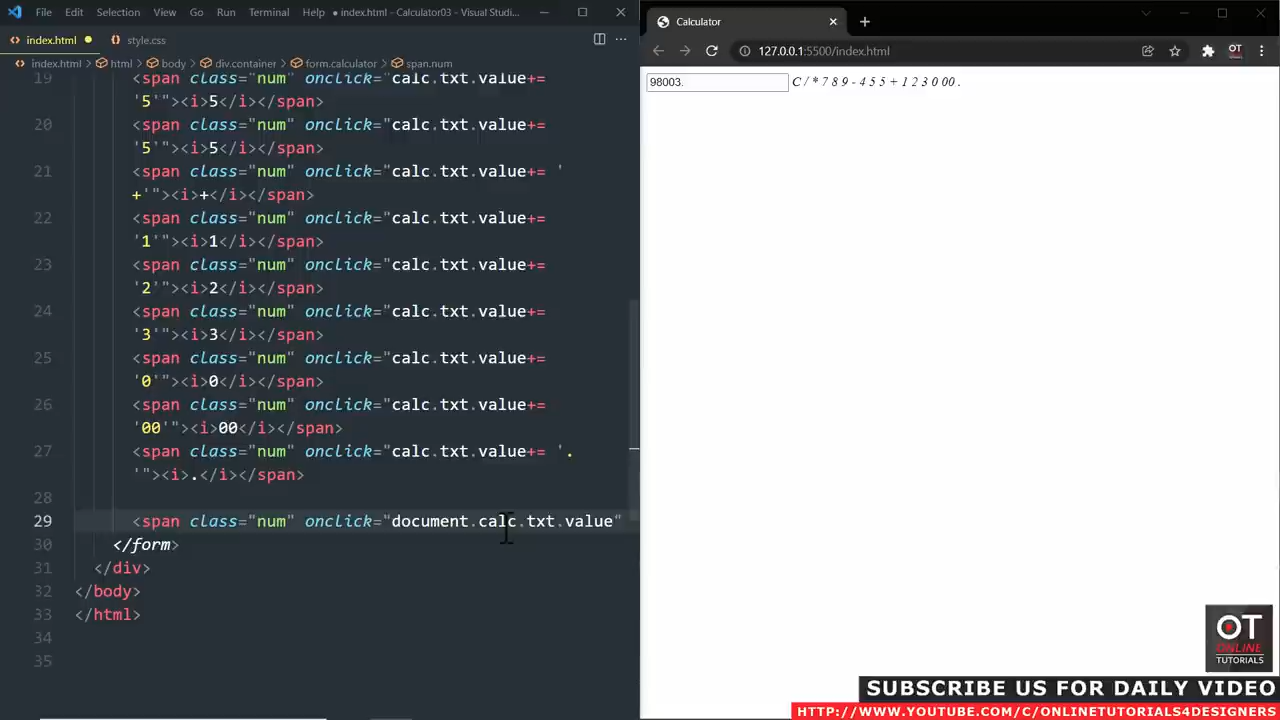 File Edit Selection View Go Run Terminal Help ● index.html - Calculator03 - Visual Studi...
index.html ● style.css
index.html > html > body > div.container > form.calculator > span.num
19 <span class="num" onclick="calc.txt.value+=
'5'"><i>5</i></span>
20 <span class="num" onclick="calc.txt.value+=
'5'"><i>5</i></span>
21 <span class="num" onclick="calc.txt.value+= '
+'"><i>+</i></span>
22 <span class="num" onclick="calc.txt.value+=
'1'"><i>1</i></span>
23 <span class="num" onclick="calc.txt.value+=
'2'"><i>2</i></span>
24 <span class="num" onclick="calc.txt.value+=
'3'"><i>3</i></span>
25 <span class="num" onclick="calc.txt.value+=
'0'"><i>0</i></span>
26 <span class="num" onclick="calc.txt.value+=
'00'"><i>00</i></span>
27 <span class="num" onclick="calc.txt.value+= '.
'"><i>.</i></span>
28
29 <span class="num" onclick="document.calc.txt.value"
30 </form>
31 </div>
32 </body>
33 </html>
34
35
Calculator
127.0.0.1:5500/index.html
OT
98003. C / * 7 8 9 - 4 5 5 + 1 2 3 0 00 .
OT
ONLINE
TUTORIALS
SUBSCRIBE US FOR DAILY VIDEO
HTTP://WWW.YOUTUBE.COM/C/ONLINETUTORIALS4DESIGNERS